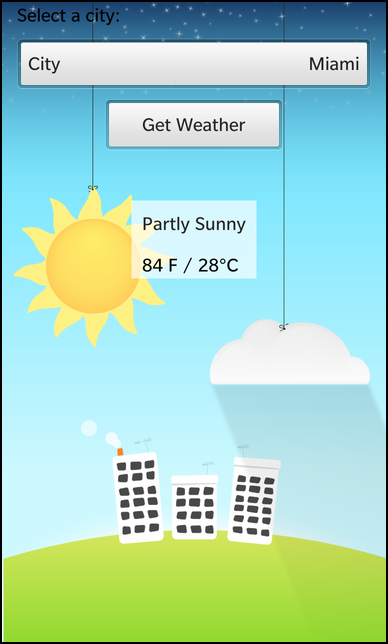 Select a city:
City Miami
Get Weather
Partly Sunny
84 F / 28°C